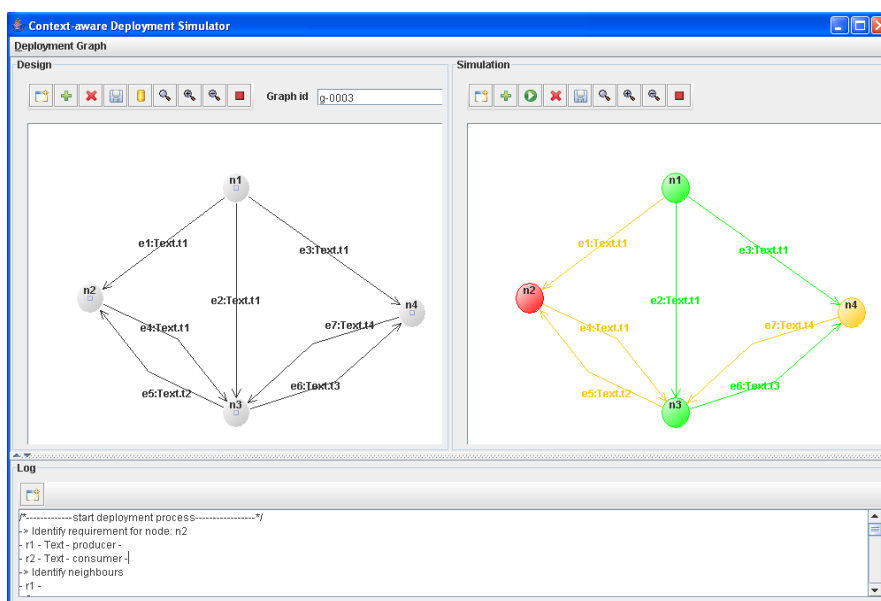 Context-aware Deployment Simulator
Deployment Graph
Design
Graph id g-0003
n1
e1:Text.t1
e3:Text.t1
n2
e2:Text.t1
n4
e4:Text.t1
e7:Text.t4
e5:Text.t2
e6:Text.t3
n3
Simulation
n1
e1:Text.t1
e3:Text.t1
n2
e2:Text.t1
n4
e4:Text.t1
e7:Text.t4
e5:Text.t2
e6:Text.t3
n3
Log
/*-------------start deployment process-----------------*/
-> Identify requirement for node: n2
- r1 - Text - producer -
- r2 - Text - consumer -
-> Identify neighbours
- r1 -